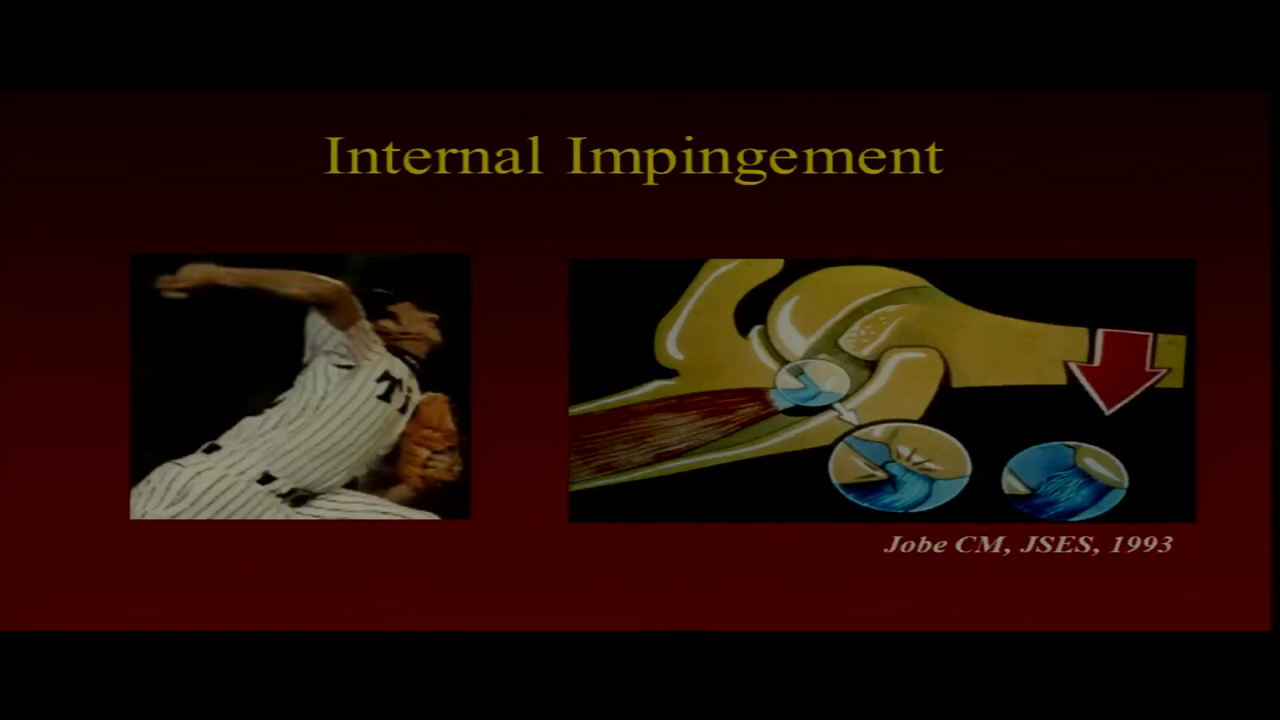 Internal Impingement
Jobe CM, JSES, 1993